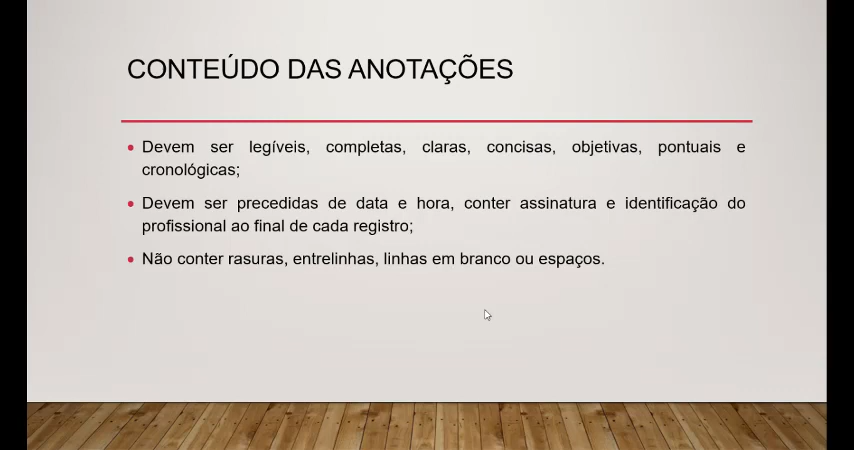 CONTEÚDO DAS ANOTAÇÕES
• Devem ser legíveis, completas, claras, concisas, objetivas, pontuais e
cronológicas;
• Devem ser precedidas de data e hora, conter assinatura e identificação do
profissional ao final de cada registro;
• Não conter rasuras, entrelinhas, linhas em branco ou espaços.